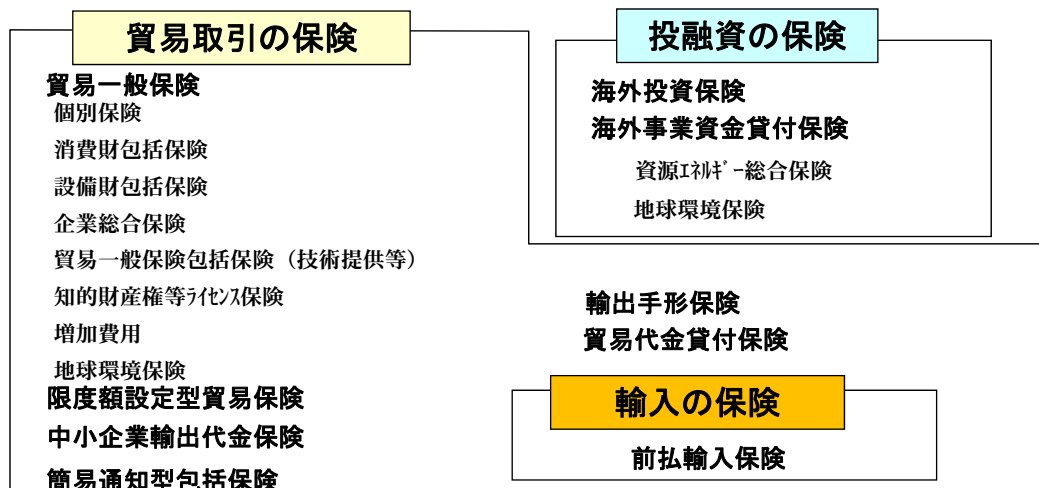 貿易取引の保険
貿易一般保険
個別保険
消費財包括保険
設備財包括保険
企業総合保険
貿易一般保険包括保険（技術提供等）
知的財産権等ﾗｲｾﾝｽ保険
増加費用
地球環境保険
限度額設定型貿易保険
中小企業輸出代金保険
簡易通知型包括保険
投融資の保険
海外投資保険
海外事業資金貸付保険
資源ｴﾈﾙｷﾞｰ総合保険
地球環境保険
輸出手形保険
貿易代金貸付保険
輸入の保険
前払輸入保険